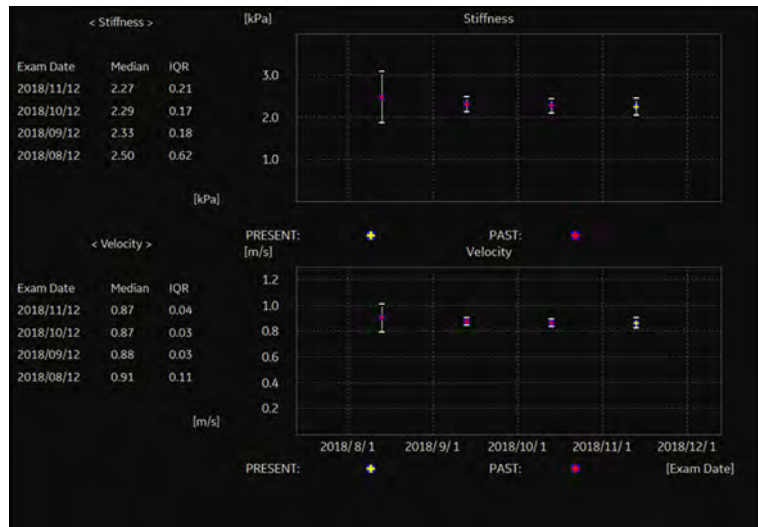 < Stiffness >
Exam Date Median IQR
2018/11/12 2.27 0.21
2018/10/12 2.29 0.17
2018/09/12 2.33 0.18
2018/08/12 2.50 0.62
[kPa]
[kPa] Stiffness
3.0
2.0
1.0
PRESENT: PAST:
< Velocity >
Exam Date Median IQR
2018/11/12 0.87 0.04
2018/10/12 0.87 0.03
2018/09/12 0.88 0.03
2018/08/12 0.91 0.11
[m/s]
[m/s] Velocity
1.2
1.0
0.8
0.6
0.4
0.2
2018/ 8/ 1 2018/ 9/ 1 2018/10/ 1 2018/11/ 1 2018/12/ 1
PRESENT: PAST: [Exam Date]